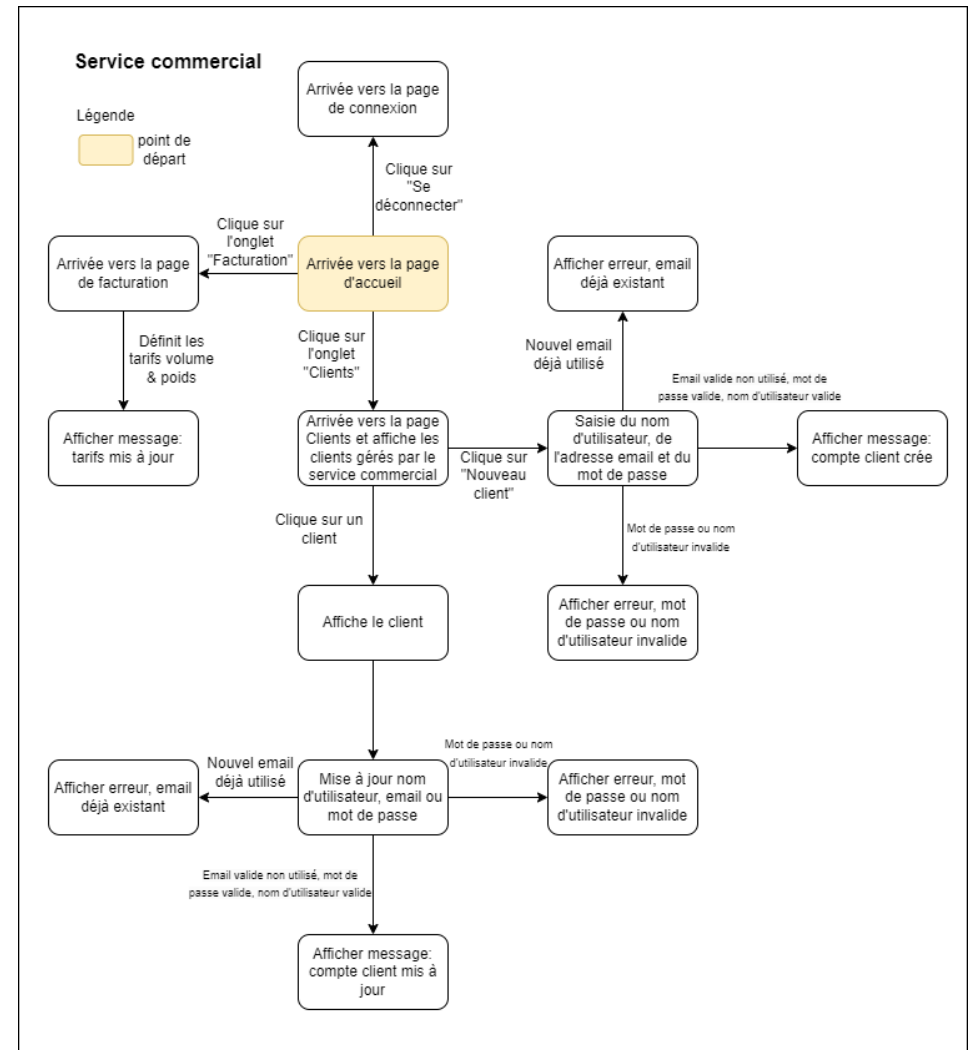 Service commercial
Légende
point de
départ
Arrivée vers la page
de connexion
Clique sur
"Se
déconnecter"
Clique sur
l'onglet
"Facturation"
Arrivée vers la page
de facturation
Arrivée vers la page
d'accueil
Afficher erreur, email
déjà existant
Définit les
tarifs volume
& poids
Clique sur
l'onglet
"Clients"
Nouvel email
déjà utilisé
Email valide non utilisé, mot de
passe valide, nom d'utilisateur valide
Afficher message:
tarifs mis à jour
Arrivée vers la page
Clients et affiche les
clients gérés par le
service commercial
Clique sur
"Nouveau
client"
Saisie du nom
d'utilisateur, de
l'adresse email et du
mot de passe
Afficher message:
compte client crée
Clique sur un
client
Mot de passe ou nom
d'utilisateur invalide
Affiche le client
Afficher erreur, mot
de passe ou nom
d'utilisateur invalide
Nouvel email
déjà utilisé
Mot de passe ou nom
d'utilisateur invalide
Afficher erreur, email
déjà existant
Mise à jour nom
d'utilisateur, email ou
mot de passe
Afficher erreur, mot
de passe ou nom
d'utilisateur invalide
Email valide non utilisé, mot de
passe valide, nom d'utilisateur valide
Afficher message:
compte client mis à
jour